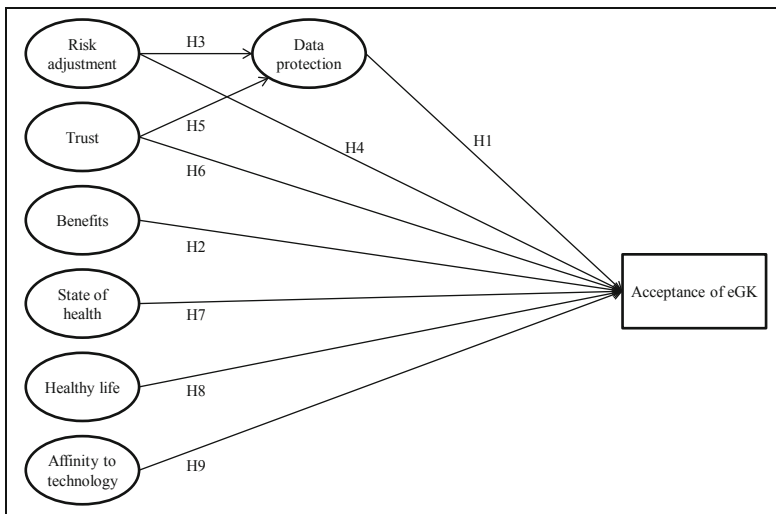 Risk
adjustment
H3
Data
protection
Trust
H5
H4
H1
H6
Benefits
H2
State of
health
H7
Acceptance of eGK
Healthy life
H8
Affinity to
technology
H9